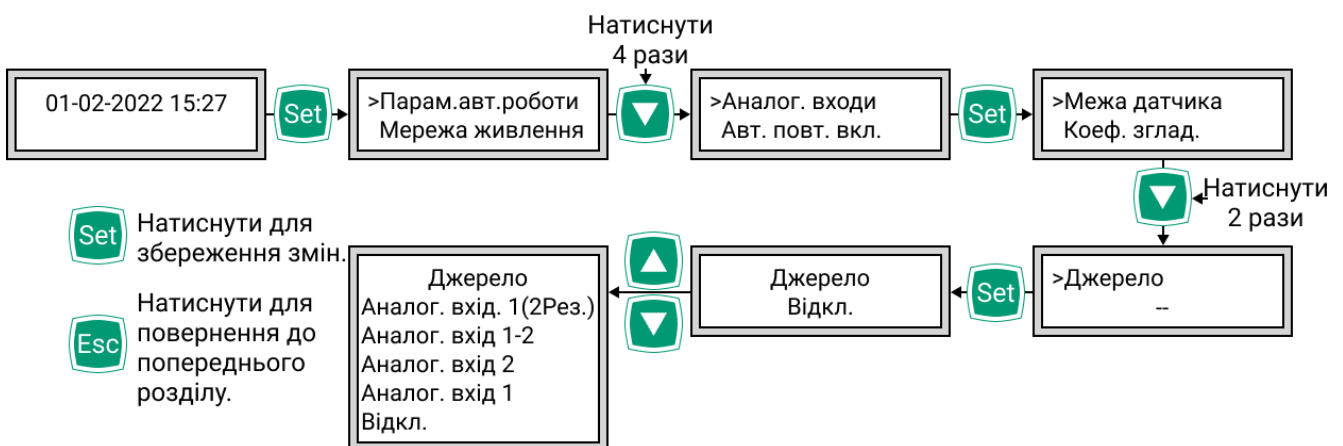 Натиснути
4 рази
01-02-2022 15:27
Set
>Парам.авт.роботи
Мережа живлення
>Аналог. входи
Авт. повт. вкл.
Set
>Межа датчика
Коеф. зглад.
Натиснути
2 рази
>Джерело
--
Set
Джерело
Відкл.
Джерело
Аналог. вхід. 1(2Рез.)
Аналог. вхід 1-2
Аналог. вхід 2
Аналог. вхід 1
Відкл.
Set
Натиснути для
збереження змін.
Esc
Натиснути для
повернення до
попереднього
розділу.